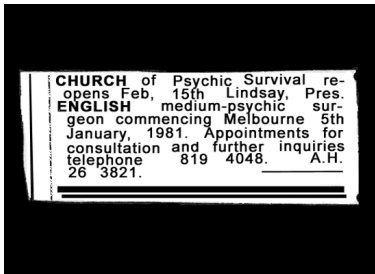 CHURCH of Psychic Survival re-
opens Feb, 15th Lindsay, Pres.
ENGLISH medium-psychic sur-
geon commencing Melbourne 5th
January, 1981. Appointments for
consultation and further inquiries
telephone 819 4048. A.H.
26 3821.